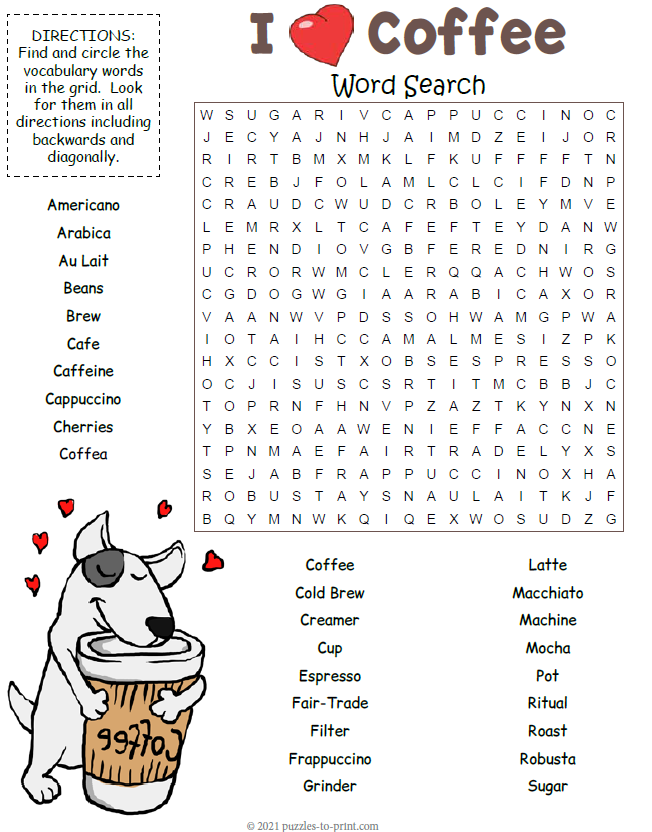 I Coffee
Word Search
DIRECTIONS:
Find and circle the
vocabulary words
in the grid. Look
for them in all
directions including
backwards and
diagonally.
W S U G A R I V C A P P U C C I N O C
J E C Y A J N H J A I M D Z E I J O R
R I R T B M X M K L F K U F F F F T N
C R E B J F O L A M L C L C I F D N P
C R A U D C W U D C R B O L E Y M V E
L E M R X L T C A F E F T E Y D A N W
P H E N D I O V G B F E R E D N I R G
U C R O R W M C L E R Q Q A C H W O S
C G D O G W G I A A R A B I C A X O R
V A A N W V P D S S O H W A M G P W A
I O T A I H C C A M A L M E S I Z P K
H X C C I S T X O B S E S P R E S S O
O C J I S U S C S R T I T M C B B J C
T O P R N F H N V P Z A Z T K Y N X N
Y B X E O A A W E N I E F F A C C N E
T P N M A E F A I R T R A D E L Y X S
S E J A B F R A P P U C C I N O X H A
R O B U S T A Y S N A U L A I T K J F
B Q Y M N W K Q I Q E X W O S U D Z G
Americano
Arabica
Au Lait
Beans
Brew
Cafe
Caffeine
Cappuccino
Cherries
Coffea
Coffee
Cold Brew
Creamer
Cup
Espresso
Fair-Trade
Filter
Frappuccino
Grinder
Latte
Macchiato
Machine
Mocha
Pot
Ritual
Roast
Robusta
Sugar
© 2021 puzzles-to-print.com